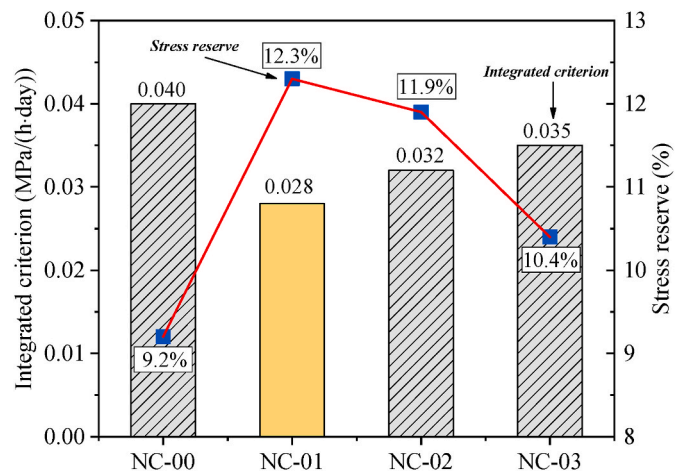 0.05
0.04
0.03
0.02
0.01
0.00
Integrated criterion (MPa/(h·day))
13
12
11
10
9
8
Stress reserve (%)
Stress reserve
12.3%
11.9%
Integrated criterion
0.040
0.028
0.032
0.035
9.2%
10.4%
NC-00
NC-01
NC-02
NC-03